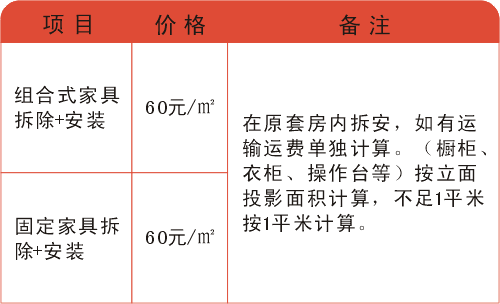 项目 价格 备注
组合式家具
拆除+安装
60元/㎡
在原套房内拆安，如有运
输运费单独计算。（橱柜、
衣柜、操作台等）按立面
投影面积计算，不足1平米
按1平米计算。
固定家具拆
除+安装
60元/㎡